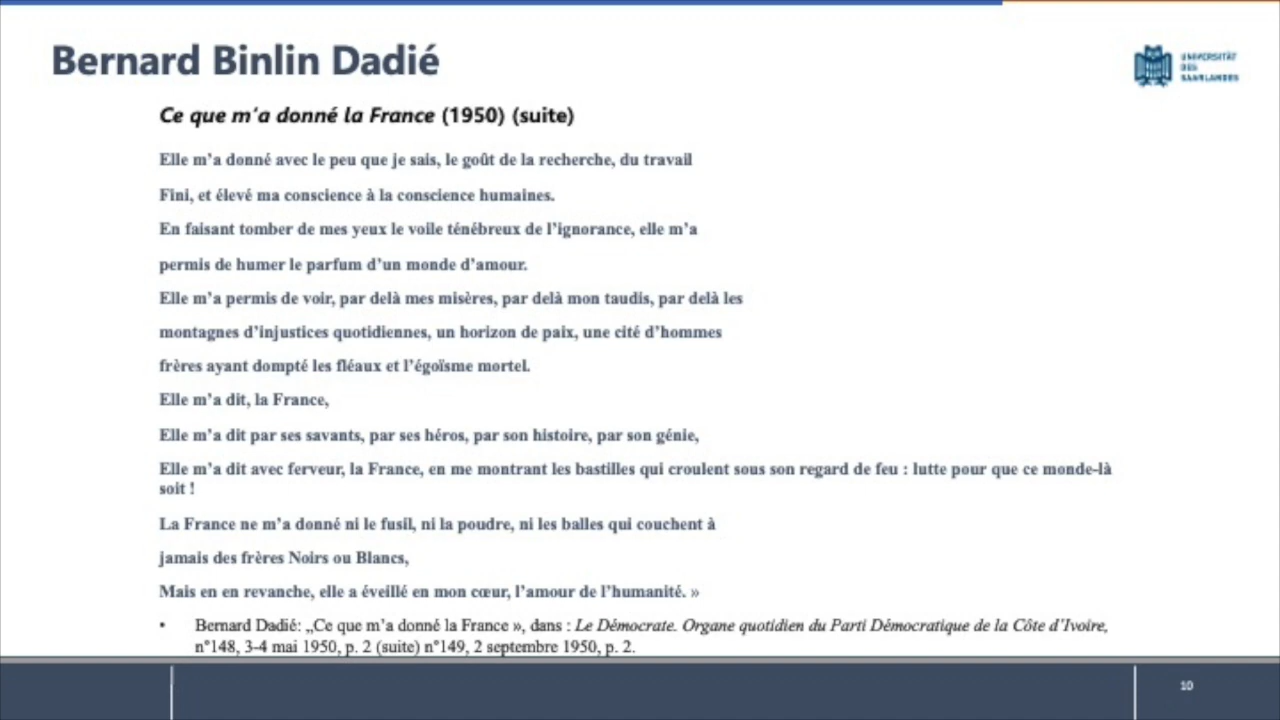 Bernard Binlin Dadié
UNIVERSITÄT
DES
SAARLANDES
Ce que m’a donné la France (1950) (suite)
Elle m’a donné avec le peu que je sais, le goût de la recherche, du travail
Fini, et élevé ma conscience à la conscience humaines.
En faisant tomber de mes yeux le voile ténébreux de l’ignorance, elle m’a
permis de humer le parfum d’un monde d’amour.
Elle m’a permis de voir, par delà mes misères, par delà mon taudis, par delà les
montagnes d’injustices quotidiennes, un horizon de paix, une cité d’hommes
frères ayant dompté les fléaux et l’égoïsme mortel.
Elle m’a dit, la France,
Elle m’a dit par ses savants, par ses héros, par son histoire, par son génie,
Elle m’a dit avec ferveur, la France, en me montrant les bastilles qui croulent sous son regard de feu : lutte pour que ce monde-là
soit !
La France ne m’a donné ni le fusil, ni la poudre, ni les balles qui couchent à
jamais des frères Noirs ou Blancs,
Mais en en revanche, elle a éveillé en mon cœur, l’amour de l’humanité. »
• Bernard Dadié: „Ce que m’a donné la France », dans : Le Démocrate. Organe quotidien du Parti Démocratique de la Côte d’Ivoire,
n°148, 3-4 mai 1950, p. 2 (suite) n°149, 2 septembre 1950, p. 2.
10